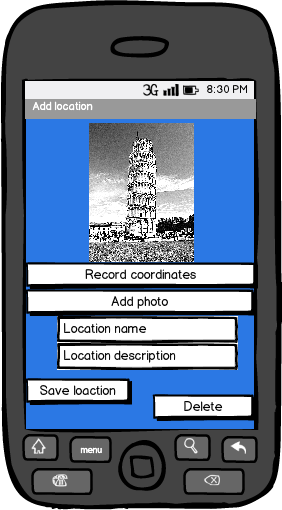 3G 8:30 PM
Add location
Record coordinates
Add photo
Location name
Location description
Save loaction
Delete
menu